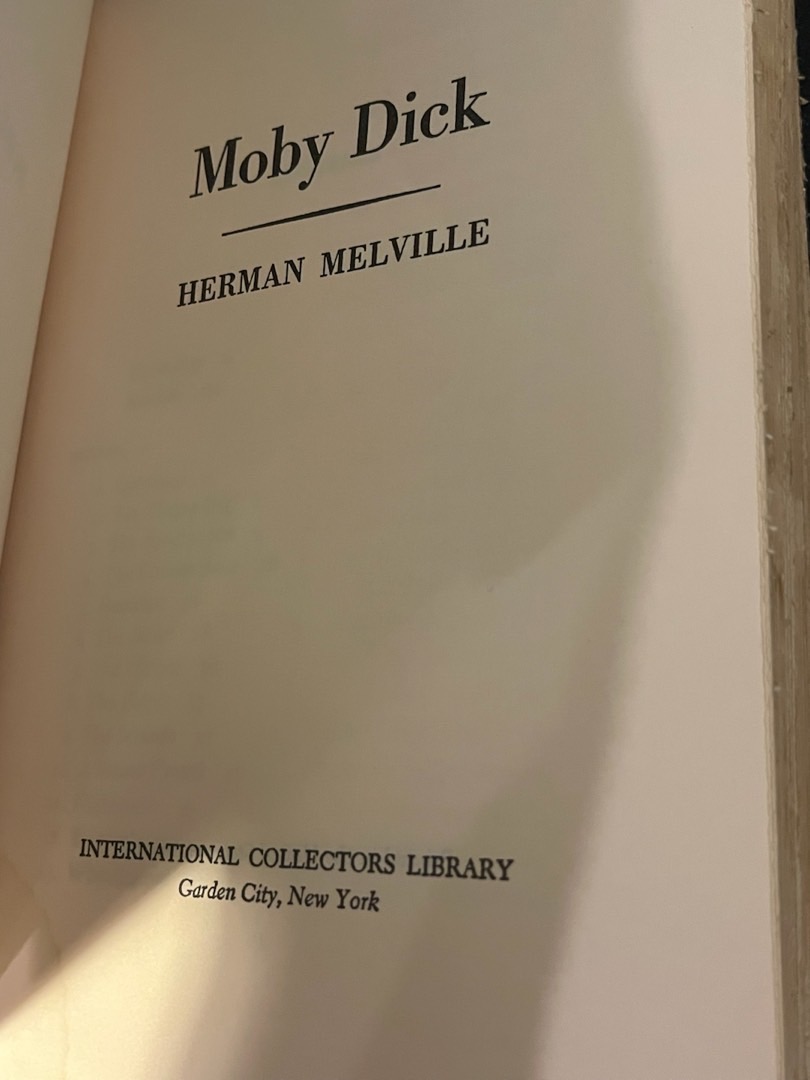 Moby Dick
HERMAN MELVILLE
INTERNATIONAL COLLECTORS LIBRARY
Garden City, New York